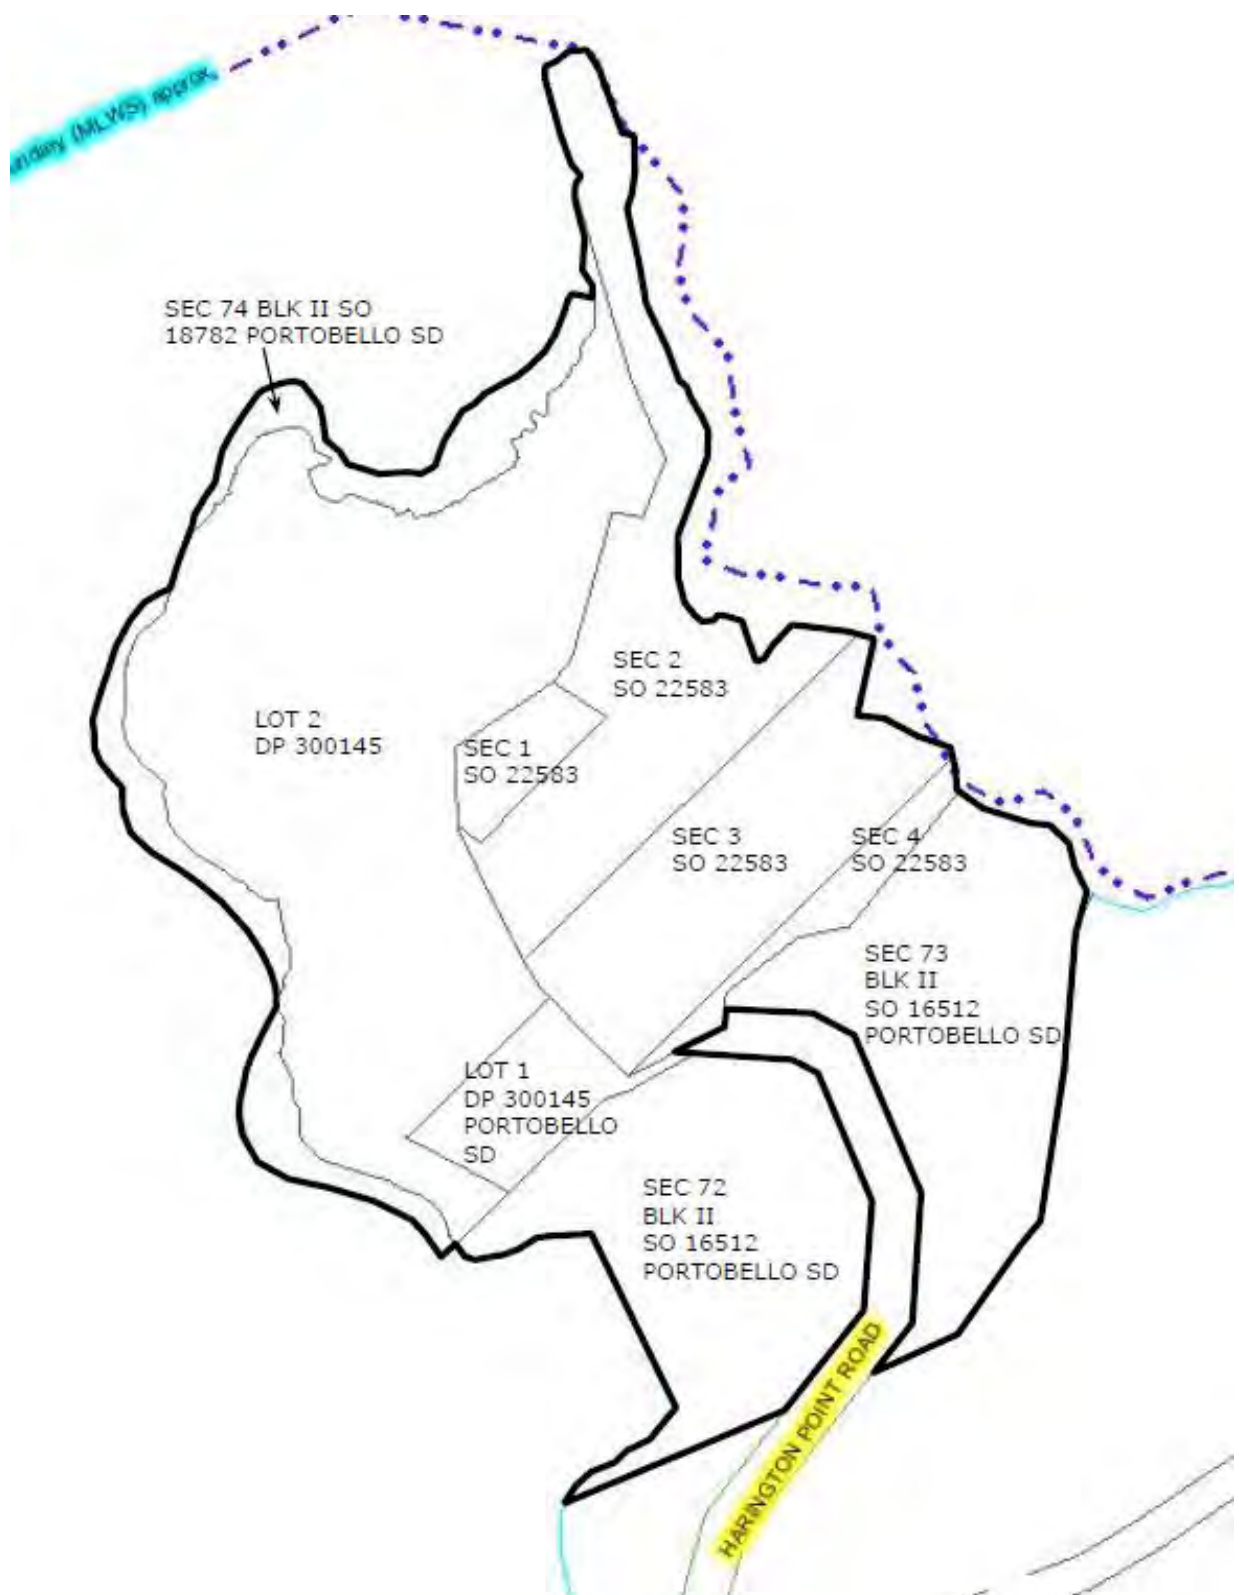 (MLWS) approx.
SEC 74 BLK II SO
18782 PORTOBELLO SD
SEC 2
SO 22583
LOT 2
DP 300145
SEC 1
SO 22583
SEC 3
SO 22583
SEC 4
SO 22583
SEC 73
BLK II
SO 16512
PORTOBELLO SD
LOT 1
DP 300145
PORTOBELLO
SD
SEC 72
BLK II
SO 16512
PORTOBELLO SD
HARINGTON POINT ROAD